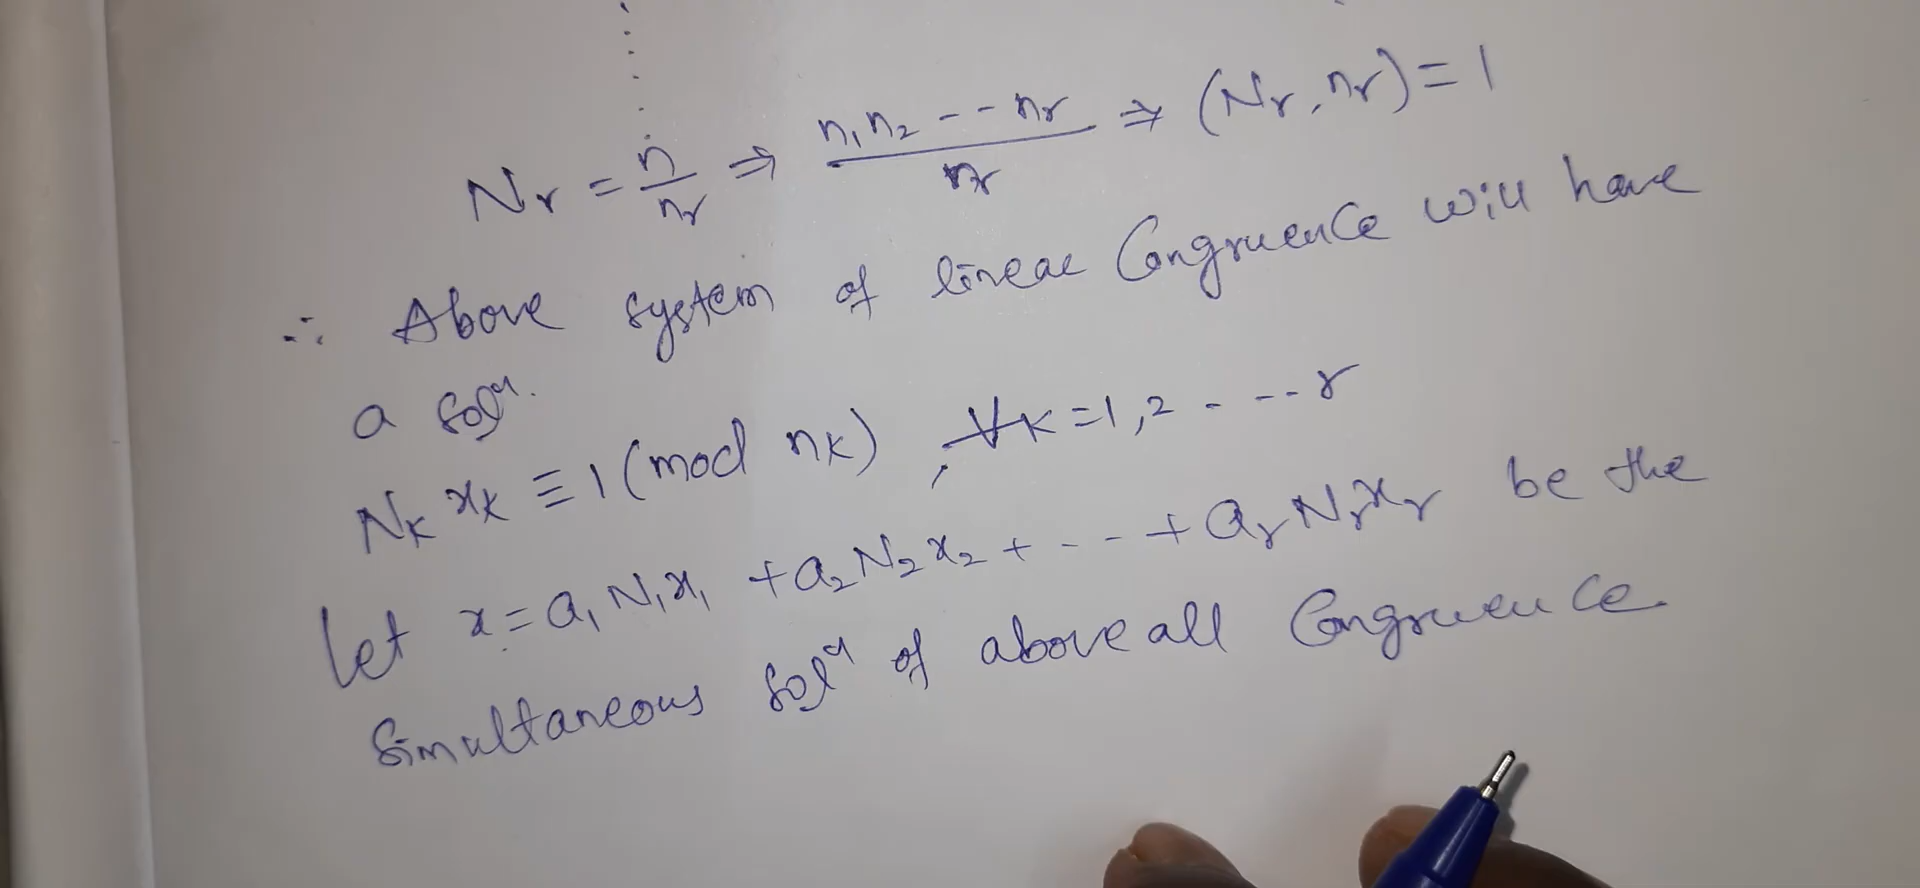 Nr = n/nr ⇒ n₁n₂ - - nr / nr ⇒ (Nr, nr) = 1
∴ Above system of linear Congruence will have
a solⁿ.
Nk xk ≡ 1 (mod nk), ∀ k = 1, 2 - - - r
Let x = a₁N₁x₁ + a₂N₂x₂ + - - - + arNrxr be the
Simultaneous solⁿ of above all Congruence